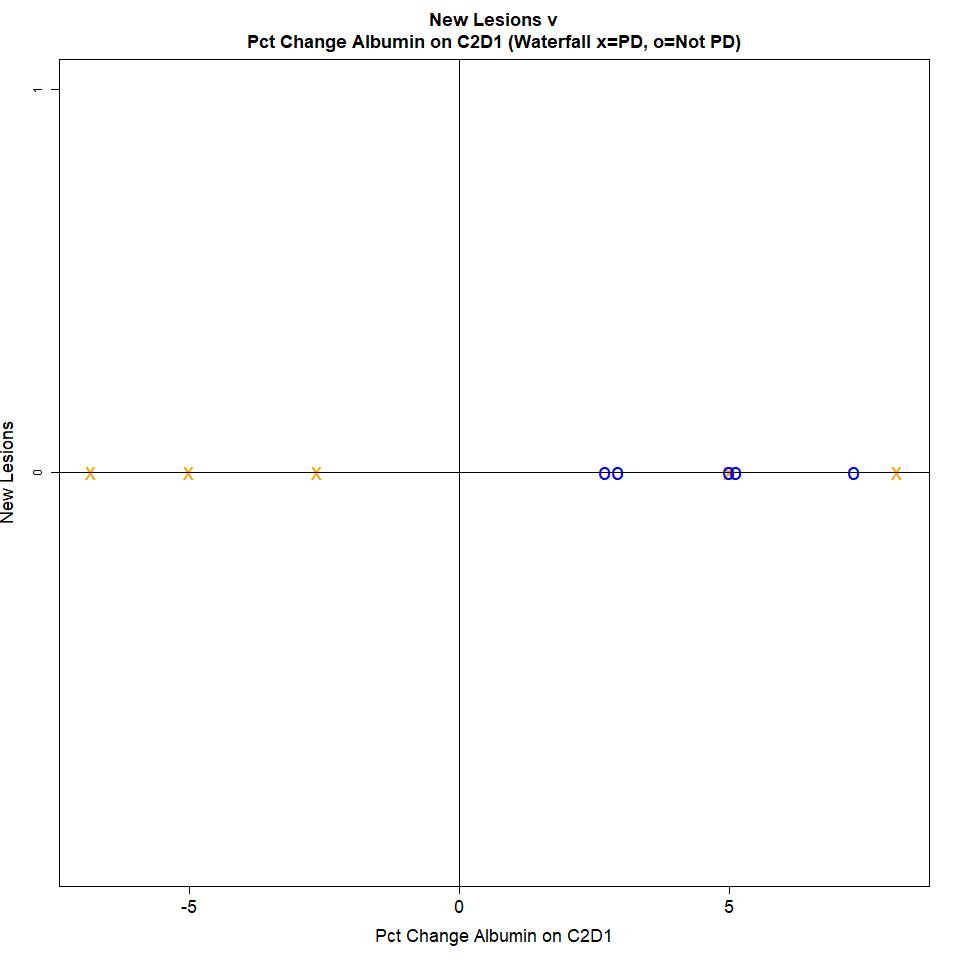 New Lesions v
Pct Change Albumin on C2D1 (Waterfall x=PD, o=Not PD)
1
0
New Lesions
x x x o o x o o o x
-5 0 5
Pct Change Albumin on C2D1